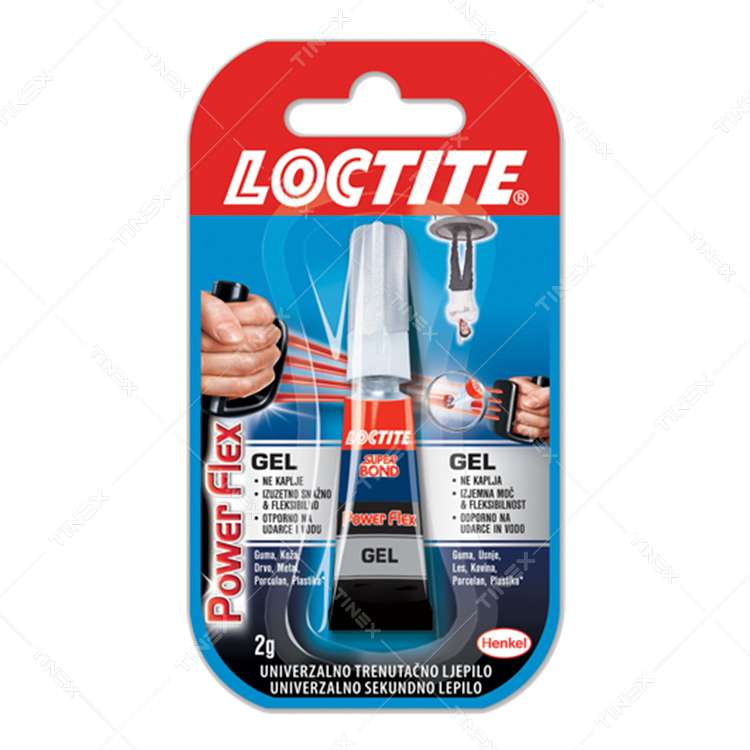 LOCTITE®
Power Flex
GEL
• NE KAPLJE
• IZUZETNO SNAŽNO
& FLEKSIBILNO
• OTPORNO NA
UDARCE I VODU
Guma, Koža,
Drvo, Metal,
Porculan, Plastika*
LOCTITE
SUPER
BOND
Power Flex
GEL
GEL
• NE KAPLJA
• IZJEMNA MOČ
& FLEKSIBILNOST
• ODPORNO NA
UDARCE IN VODO
Guma, Usnje,
Les, Kovina,
Porcelan, Plastika*
2g
Henkel
UNIVERZALNO TRENUTAČNO LJEPILO
UNIVERZALNO SEKUNDNO LEPILO
TINEX